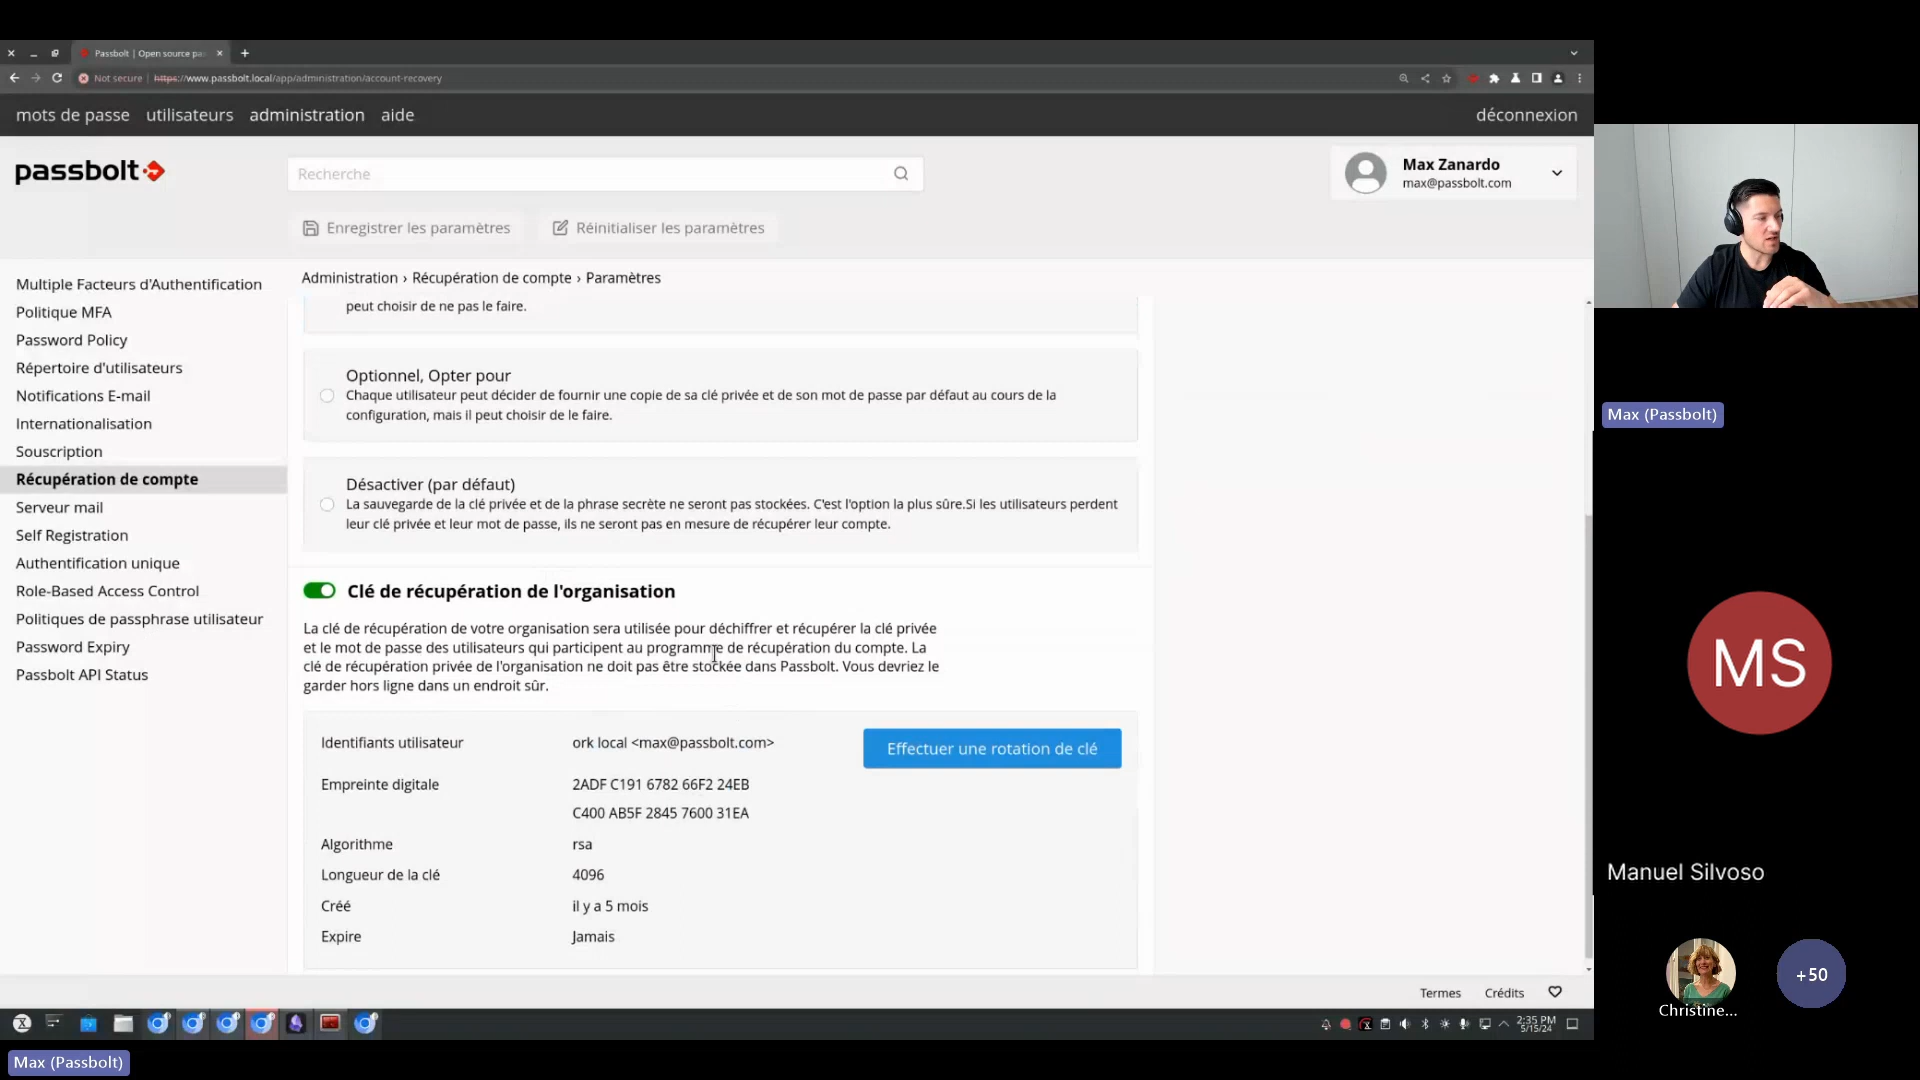 Passbolt | Open source pa
Not secure
https://www.passbolt.local/app/administration/account-recovery
mots de passe utilisateurs administration aide déconnexion
passbolt
Recherche
Max Zanardo
max@passbolt.com
Enregistrer les paramètres Réinitialiser les paramètres
Multiple Facteurs d'Authentification
Politique MFA
Password Policy
Répertoire d'utilisateurs
Notifications E-mail
Internationalisation
Souscription
Récupération de compte
Serveur mail
Self Registration
Authentification unique
Role-Based Access Control
Politiques de passphrase utilisateur
Password Expiry
Passbolt API Status
Administration › Récupération de compte › Paramètres
peut choisir de ne pas le faire.
Optionnel, Opter pour
Chaque utilisateur peut décider de fournir une copie de sa clé privée et de son mot de passe par défaut au cours de la
configuration, mais il peut choisir de le faire.
Désactiver (par défaut)
La sauvegarde de la clé privée et de la phrase secrète ne seront pas stockées. C'est l'option la plus sûre.Si les utilisateurs perdent
leur clé privée et leur mot de passe, ils ne seront pas en mesure de récupérer leur compte.
Clé de récupération de l'organisation
La clé de récupération de votre organisation sera utilisée pour déchiffrer et récupérer la clé privée
et le mot de passe des utilisateurs qui participent au programme de récupération du compte. La
clé de récupération privée de l'organisation ne doit pas être stockée dans Passbolt. Vous devriez le
garder hors ligne dans un endroit sûr.
Identifiants utilisateur ork local <max@passbolt.com>
Effectuer une rotation de clé
Empreinte digitale 2ADF C191 6782 66F2 24EB
C400 AB5F 2845 7600 31EA
Algorithme rsa
Longueur de la clé 4096
Créé il y a 5 mois
Expire Jamais
Termes Crédits
2:35 PM
5/15/24
Max (Passbolt)
Max (Passbolt)
MS
Manuel Silvoso
Christine...
+50